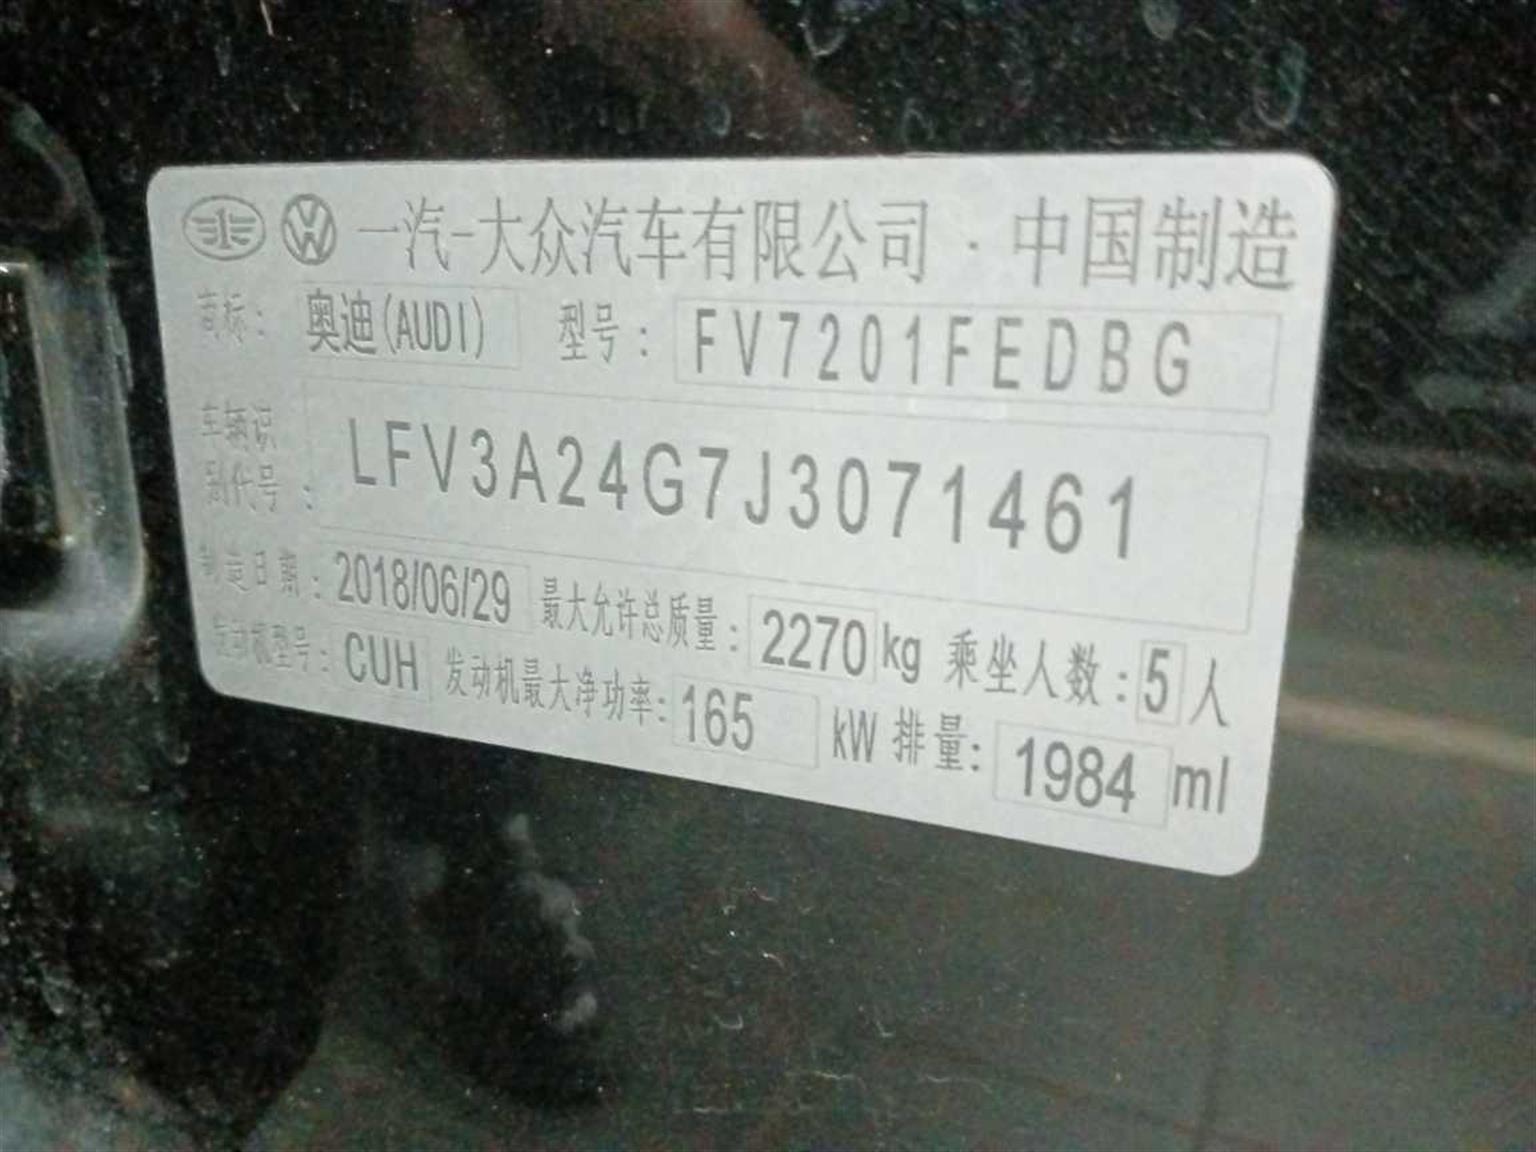 一汽-大众汽车有限公司·中国制造
商标: 奥迪(AUDI) 型号: FV7201FEDBG
车辆识
别代号: LFV3A24G7J3071461
制造日期: 2018/06/29 最大允许总质量: 2270 kg 乘坐人数: 5 人
发动机型号: CUH 发动机最大净功率: 165 kW 排量: 1984 ml